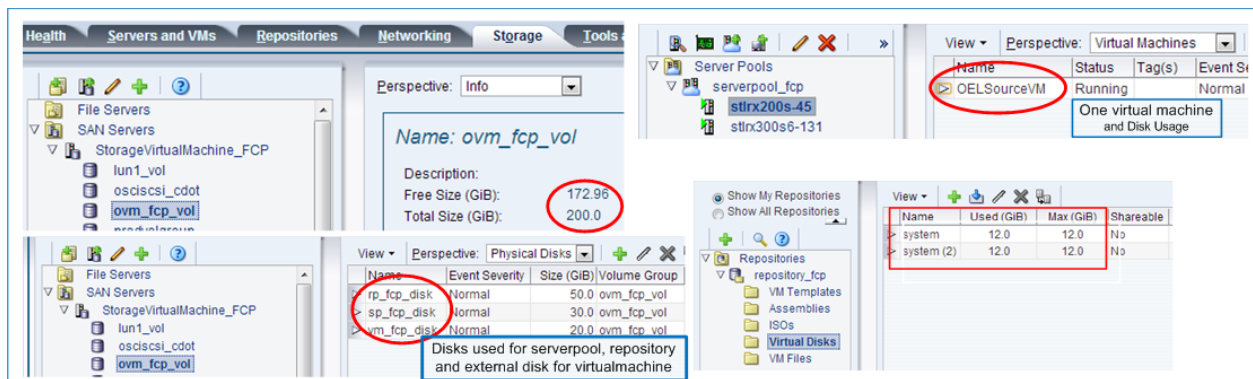 Health Servers and VMs Repositories Networking Storage Tools
Perspective: Info
File Servers
SAN Servers
StorageVirtualMachine_FCP
lun1_vol
osciscsi_cdot
ovm_fcp_vol
Name: ovm_fcp_vol
Description:
Free Size (GiB): 172.96
Total Size (GiB): 200.0
»
View Perspective: Virtual Machines
Server Pools
serverpool_fcp
stlrx200s-45
stlrx300s6-131
Name Status Tag(s) Event Se
OELSourceVM Running Normal
One virtual machine
and Disk Usage
File Servers
SAN Servers
StorageVirtualMachine_FCP
lun1_vol
osciscsi_cdot
ovm_fcp_vol
View Perspective: Physical Disks
Name Event Severity Size (GiB) Volume Group
rp_fcp_disk Normal 50.0 ovm_fcp_vol
sp_fcp_disk Normal 30.0 ovm_fcp_vol
vm_fcp_disk Normal 20.0 ovm_fcp_vol
Disks used for serverpool, repository
and external disk for virtualmachine
Show My Repositories
Show All Repositories
Repositories
repository_fcp
VM Templates
Assemblies
ISOs
Virtual Disks
VM Files
View
Name Used (GiB) Max (GiB) Shareable
system 12.0 12.0 No
system (2) 12.0 12.0 No